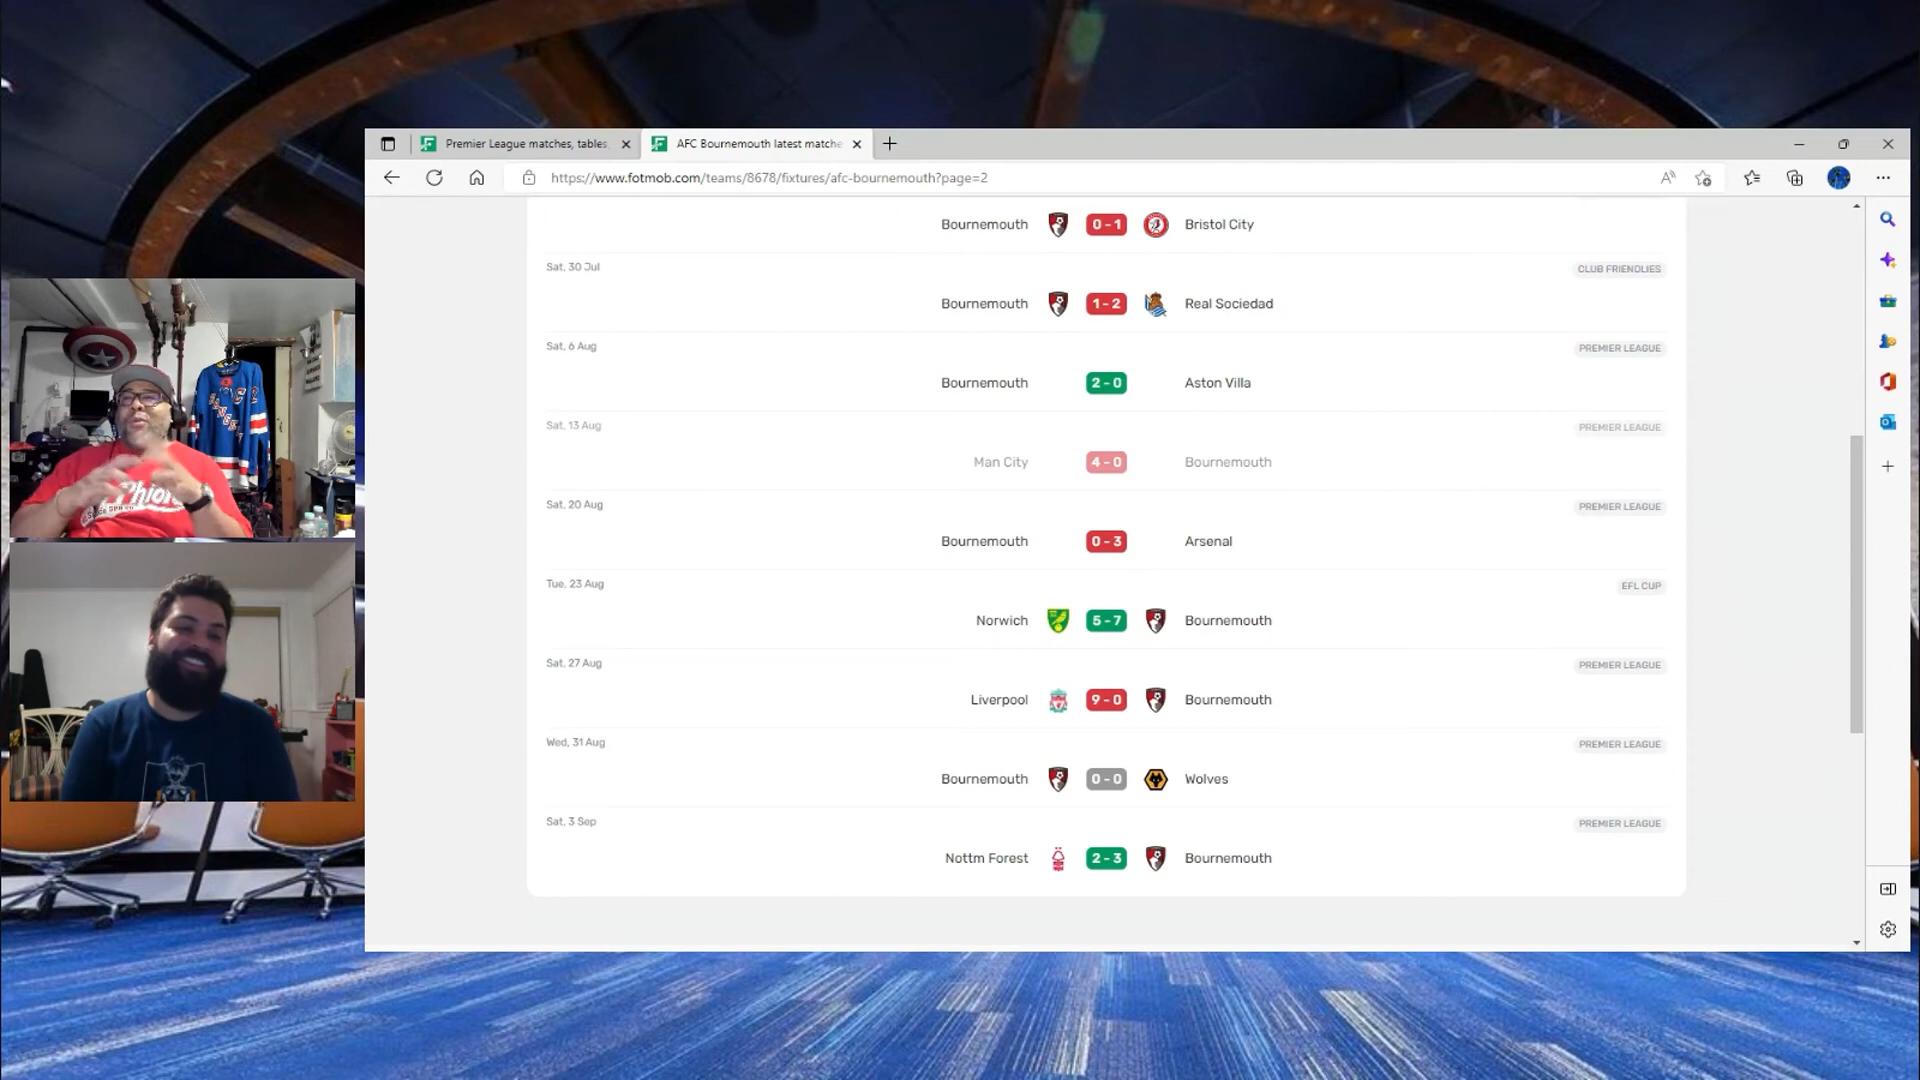 Premier League matches, tables
AFC Bournemouth latest matche
https://www.fotmob.com/teams/8678/fixtures/afc-bournemouth?page=2
Bournemouth 0 - 1 Bristol City
Sat, 30 Jul CLUB FRIENDLIES
Bournemouth 1 - 2 Real Sociedad
Sat, 6 Aug PREMIER LEAGUE
Bournemouth 2 - 0 Aston Villa
Sat, 13 Aug PREMIER LEAGUE
Man City 4 - 0 Bournemouth
Sat, 20 Aug PREMIER LEAGUE
Bournemouth 0 - 3 Arsenal
Tue, 23 Aug EFL CUP
Norwich 5 - 7 Bournemouth
Sat, 27 Aug PREMIER LEAGUE
Liverpool 9 - 0 Bournemouth
Wed, 31 Aug PREMIER LEAGUE
Bournemouth 0 - 0 Wolves
Sat, 3 Sep PREMIER LEAGUE
Nottm Forest 2 - 3 Bournemouth